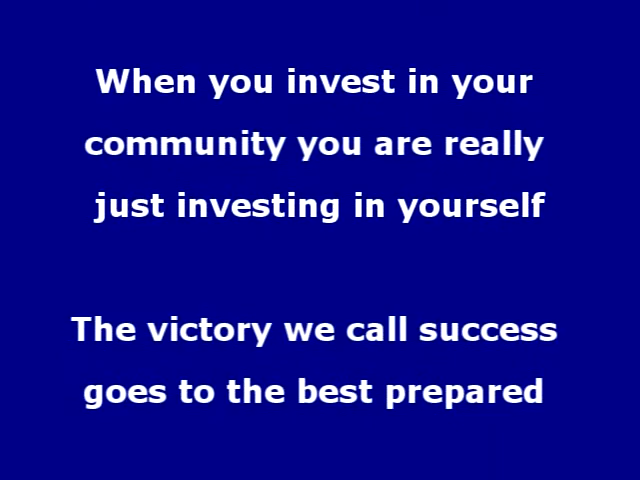 When you invest in your
community you are really
just investing in yourself
The victory we call success
goes to the best prepared